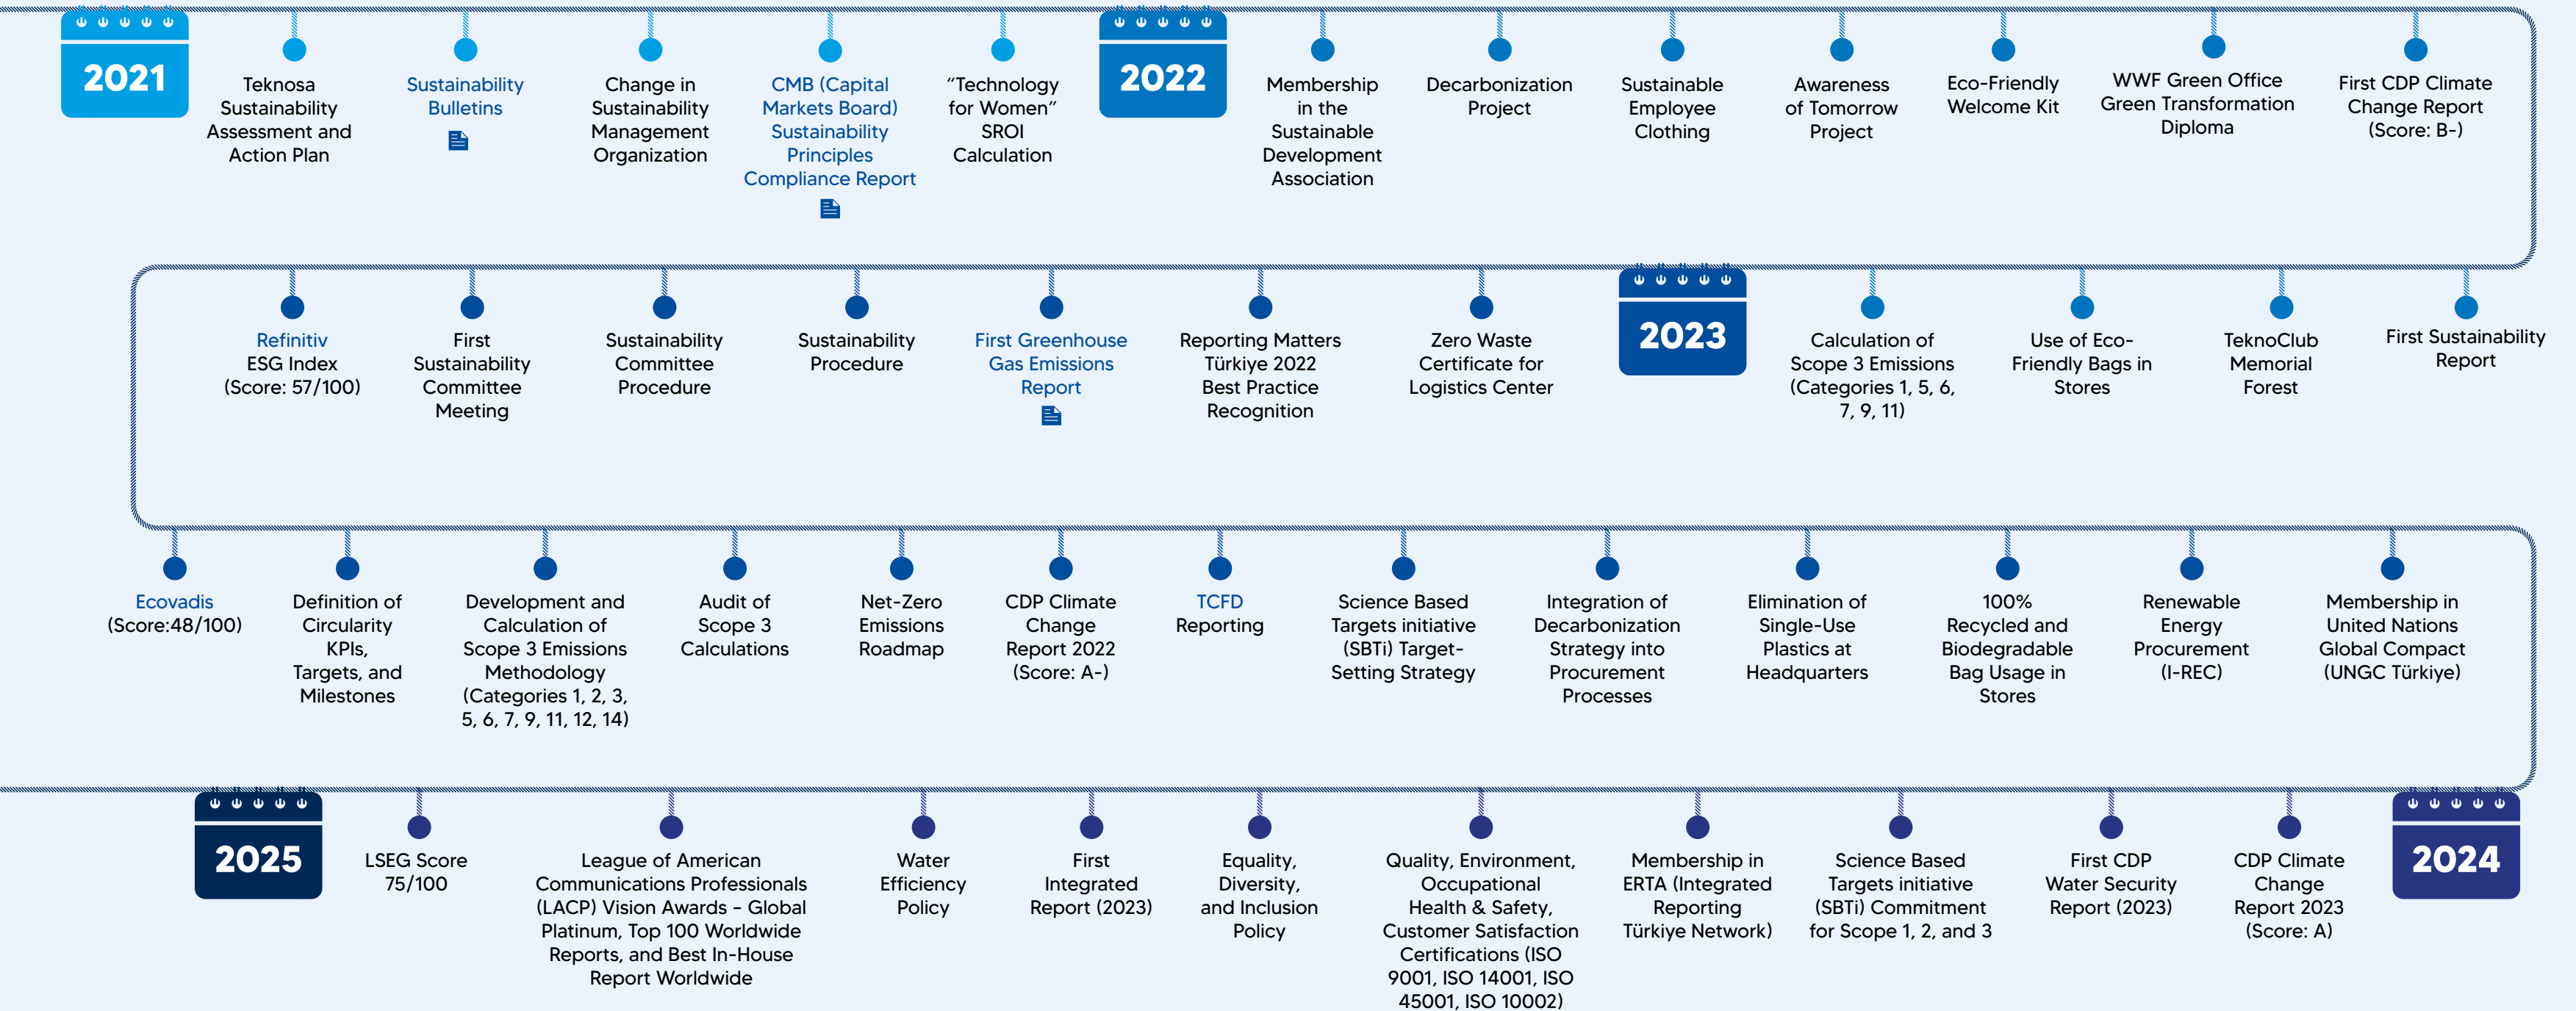 2021
Teknosa
Sustainability
Assessment and
Action Plan
Sustainability
Bulletins
Change in
Sustainability
Management
Organization
CMB (Capital
Markets Board)
Sustainability
Principles
Compliance Report
“Technology
for Women”
SROI
Calculation
2022
Membership
in the
Sustainable
Development
Association
Decarbonization
Project
Sustainable
Employee
Clothing
Awareness
of Tomorrow
Project
Eco-Friendly
Welcome Kit
WWF Green Office
Green Transformation
Diploma
First CDP Climate
Change Report
(Score: B-)
Refinitiv
ESG Index
(Score: 57/100)
First
Sustainability
Committee
Meeting
Sustainability
Committee
Procedure
Sustainability
Procedure
First Greenhouse
Gas Emissions
Report
Reporting Matters
Türkiye 2022
Best Practice
Recognition
Zero Waste
Certificate for
Logistics Center
2023
Calculation of
Scope 3 Emissions
(Categories 1, 5, 6,
7, 9, 11)
Use of Eco-
Friendly Bags in
Stores
TeknoClub
Memorial
Forest
First Sustainability
Report
Ecovadis
(Score:48/100)
Definition of
Circularity
KPIs,
Targets, and
Milestones
Development and
Calculation of
Scope 3 Emissions
Methodology
(Categories 1, 2, 3,
5, 6, 7, 9, 11, 12, 14)
Audit of
Scope 3
Calculations
Net-Zero
Emissions
Roadmap
CDP Climate
Change
Report 2022
(Score: A-)
TCFD
Reporting
Science Based
Targets initiative
(SBTi) Target-
Setting Strategy
Integration of
Decarbonization
Strategy into
Procurement
Processes
Elimination of
Single-Use
Plastics at
Headquarters
100%
Recycled and
Biodegradable
Bag Usage in
Stores
Renewable
Energy
Procurement
(I-REC)
Membership in
United Nations
Global Compact
(UNGC Türkiye)
2025
LSEG Score
75/100
League of American
Communications Professionals
(LACP) Vision Awards – Global
Platinum, Top 100 Worldwide
Reports, and Best In-House
Report Worldwide
Water
Efficiency
Policy
First
Integrated
Report (2023)
Equality,
Diversity,
and Inclusion
Policy
Quality, Environment,
Occupational
Health & Safety,
Customer Satisfaction
Certifications (ISO
9001, ISO 14001, ISO
45001, ISO 10002)
Membership in
ERTA (Integrated
Reporting
Türkiye Network)
Science Based
Targets initiative
(SBTi) Commitment
for Scope 1, 2, and 3
First CDP
Water Security
Report (2023)
CDP Climate
Change
Report 2023
(Score: A)
2024